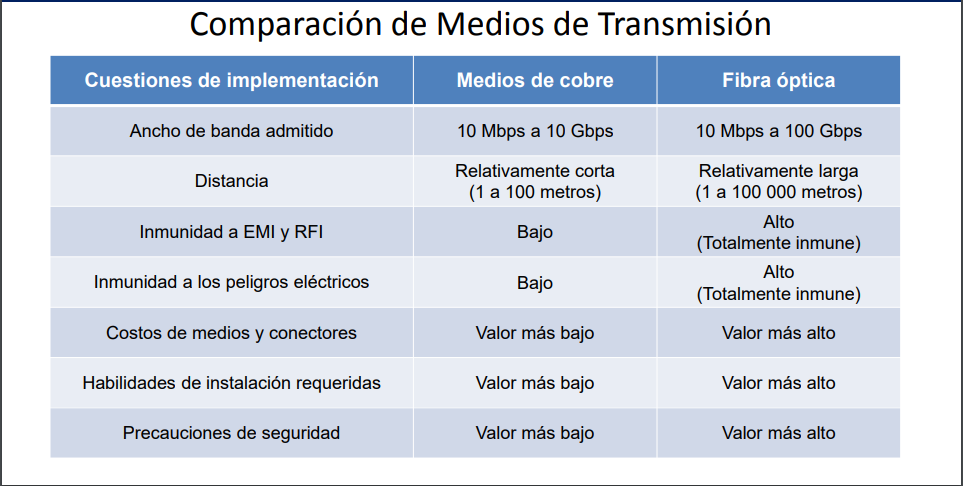 Comparación de Medios de Transmisión
Cuestiones de implementación Medios de cobre Fibra óptica
Ancho de banda admitido 10 Mbps a 10 Gbps 10 Mbps a 100 Gbps
Distancia Relativamente corta (1 a 100 metros) Relativamente larga (1 a 100 000 metros)
Inmunidad a EMI y RFI Bajo Alto (Totalmente inmune)
Inmunidad a los peligros eléctricos Bajo Alto (Totalmente inmune)
Costos de medios y conectores Valor más bajo Valor más alto
Habilidades de instalación requeridas Valor más bajo Valor más alto
Precauciones de seguridad Valor más bajo Valor más alto